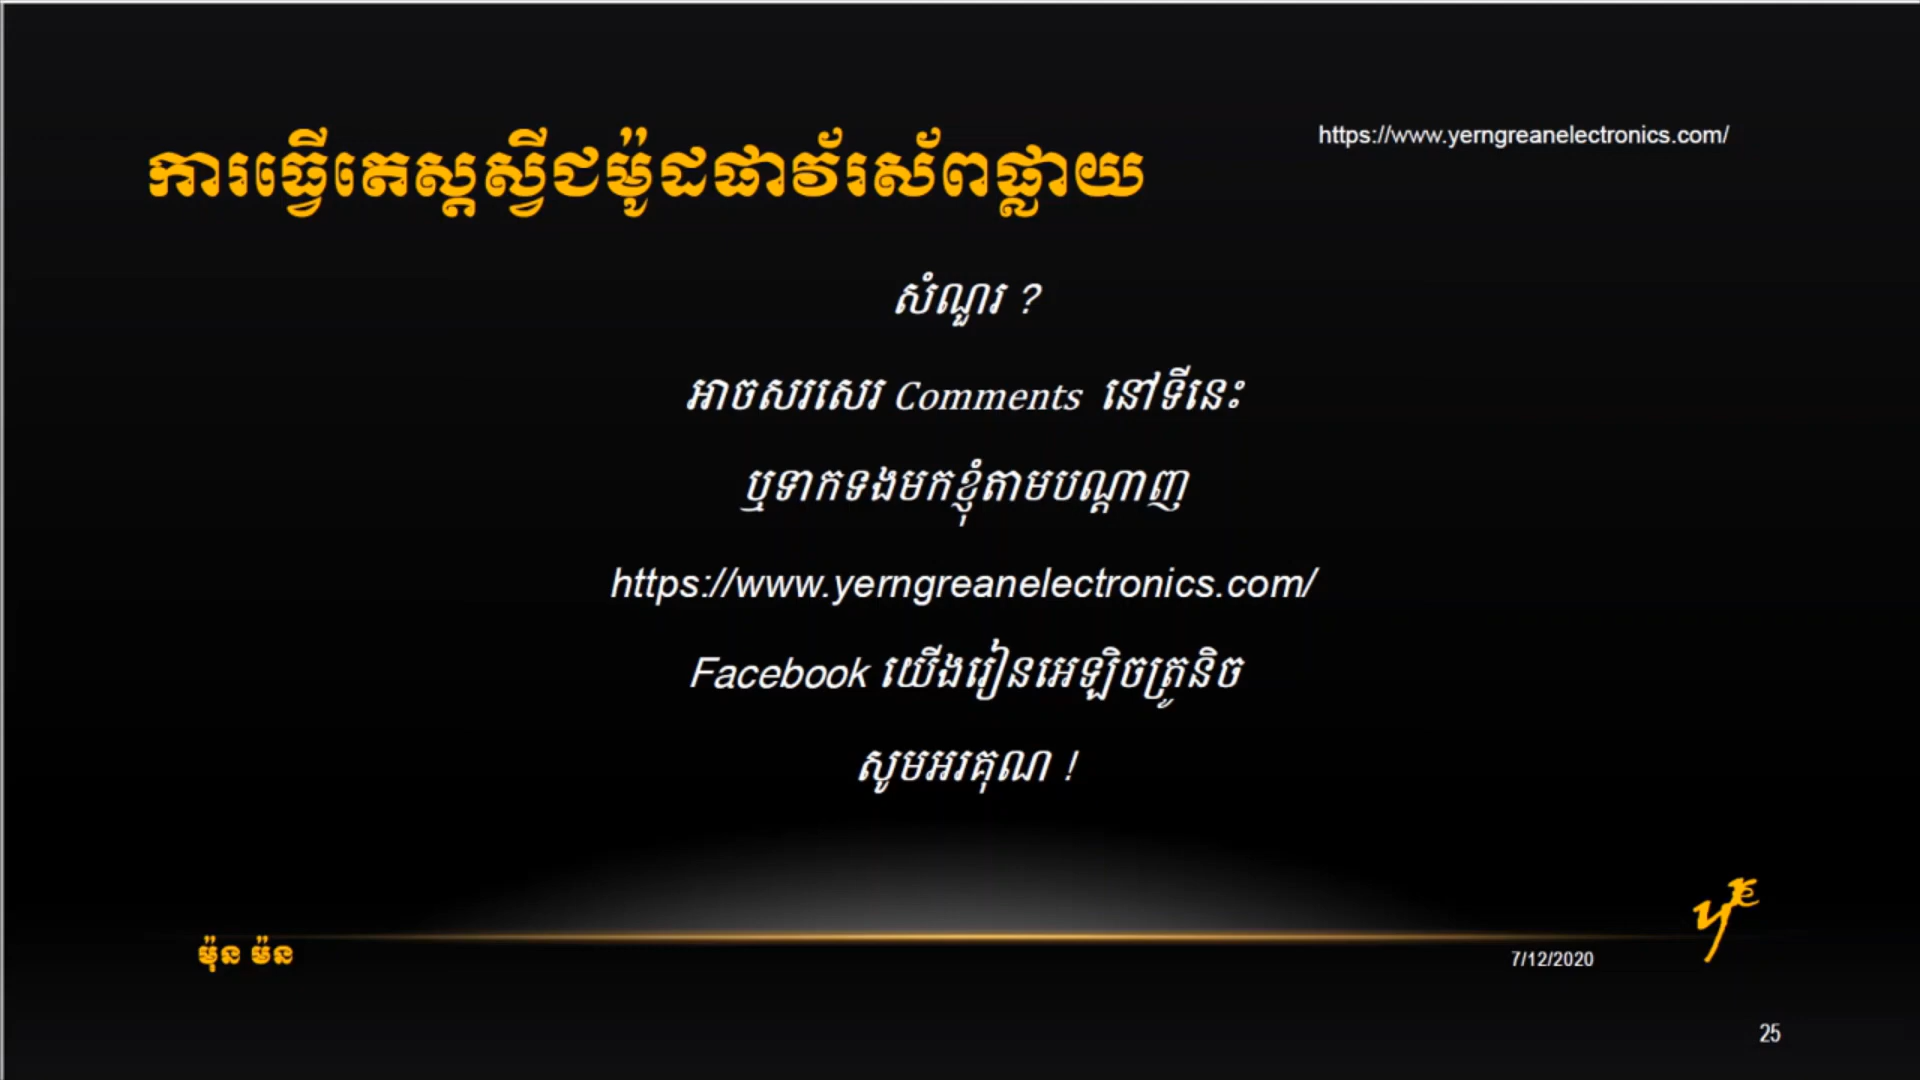 https://www.yerngreanelectronics.com/
ការធ្វើតេស្តស្វីជម៉ូដផាវ័រស័ពផ្លាយ
សំណួរ ?
អាចសរសេរ Comments នៅទីនេះ
ឬទាក់ទងមកខ្ញុំតាមបណ្តាញ
https://www.yerngreanelectronics.com/
Facebook យើងរៀនអេឡិចត្រូនិច
សូមអរគុណ !
ម៉ុន ម៉ន
7/12/2020
25